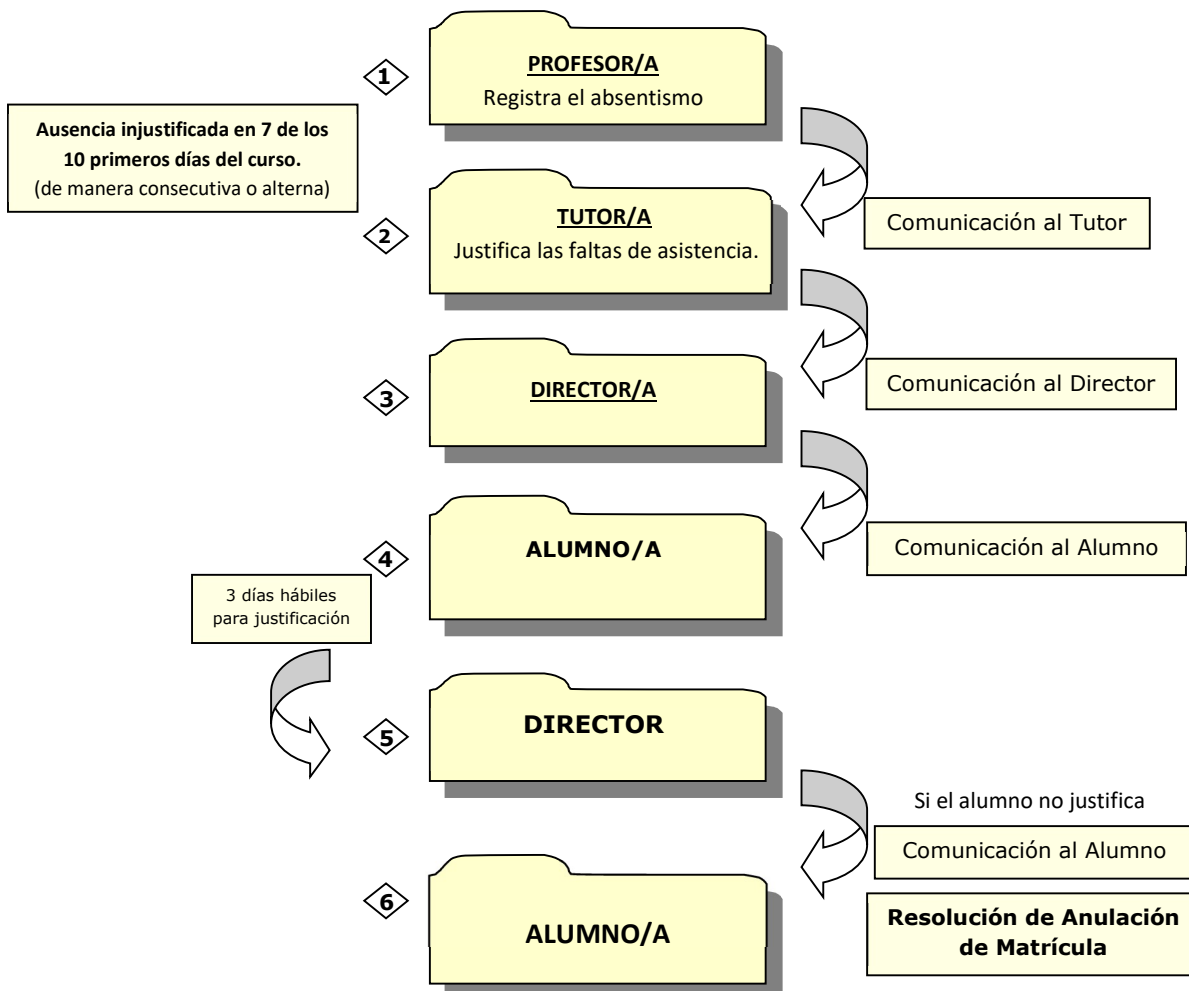 1
PROFESOR/A
Registra el absentismo
Ausencia injustificada en 7 de los
10 primeros días del curso.
(de manera consecutiva o alterna)
2
TUTOR/A
Justifica las faltas de asistencia.
Comunicación al Tutor
3
DIRECTOR/A
Comunicación al Director
4
ALUMNO/A
Comunicación al Alumno
3 días hábiles
para justificación
5
DIRECTOR
Si el alumno no justifica
Comunicación al Alumno
6
ALUMNO/A
Resolución de Anulación
de Matrícula